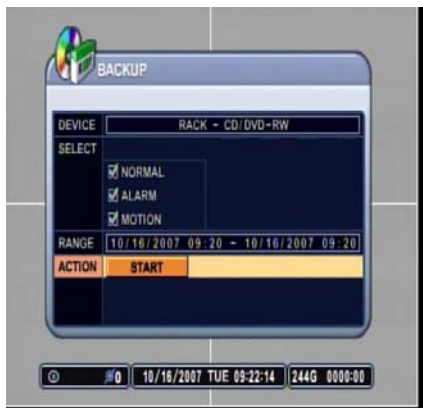 BACKUP
DEVICE RACK - CD/DVD-RW
SELECT
NORMAL
ALARM
MOTION
RANGE 10/16/2007 09:20 ~ 10/16/2007 09:20
ACTION START
0 10/16/2007 TUE 09:22:14 244G 0000:00